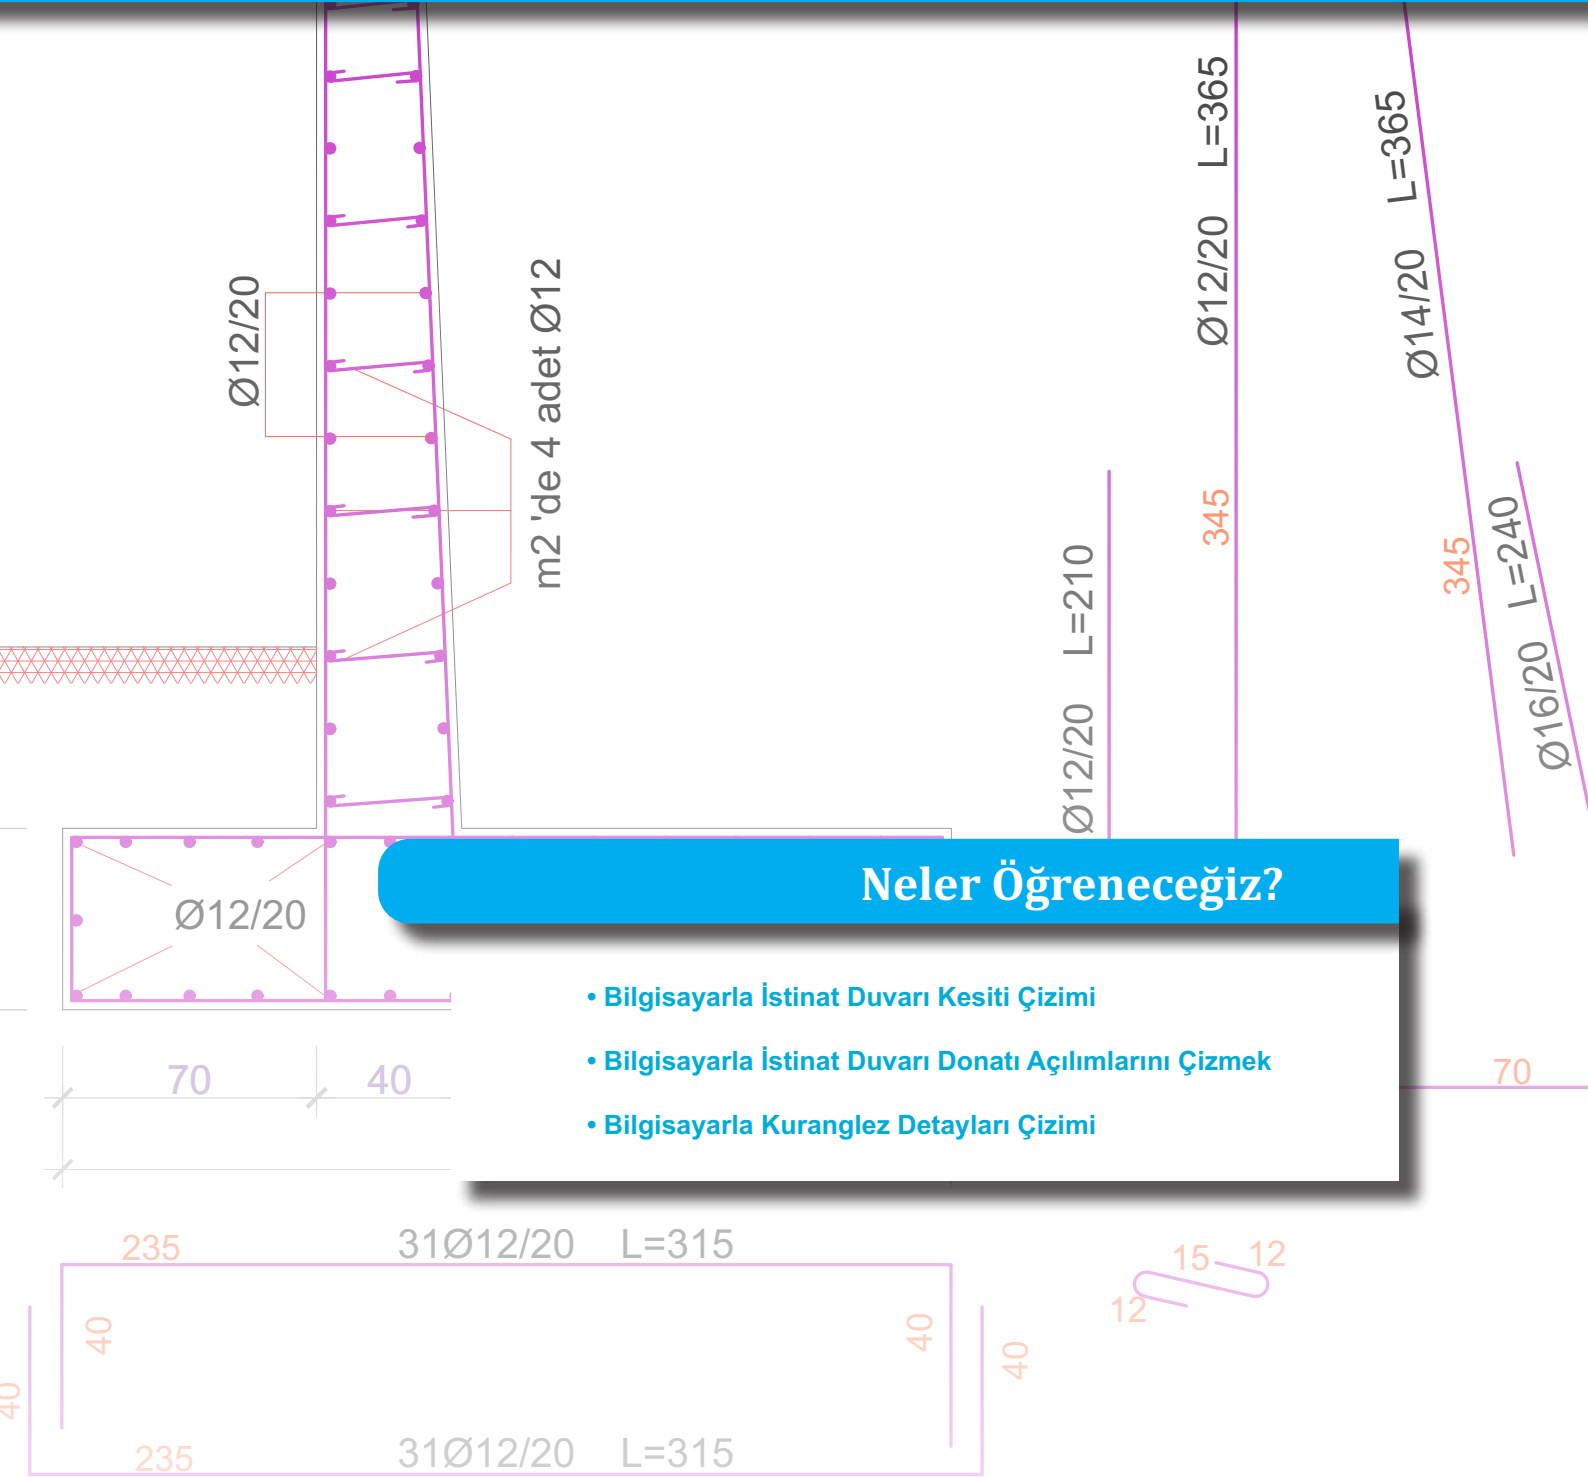 Ø12/20
m2 'de 4 adet Ø12
Ø12/20 L=365
345
Ø14/20 L=365
345
Ø16/20 L=240
Ø12/20 L=210
Ø12/20
Neler Öğreneceğiz?
• Bilgisayarla İstinat Duvarı Kesiti Çizimi
• Bilgisayarla İstinat Duvarı Donatı Açılımlarını Çizmek
• Bilgisayarla Kuranglez Detayları Çizimi
70 40
70
235 31Ø12/20 L=315
40
40
40
40
235 31Ø12/20 L=315
15 12
12